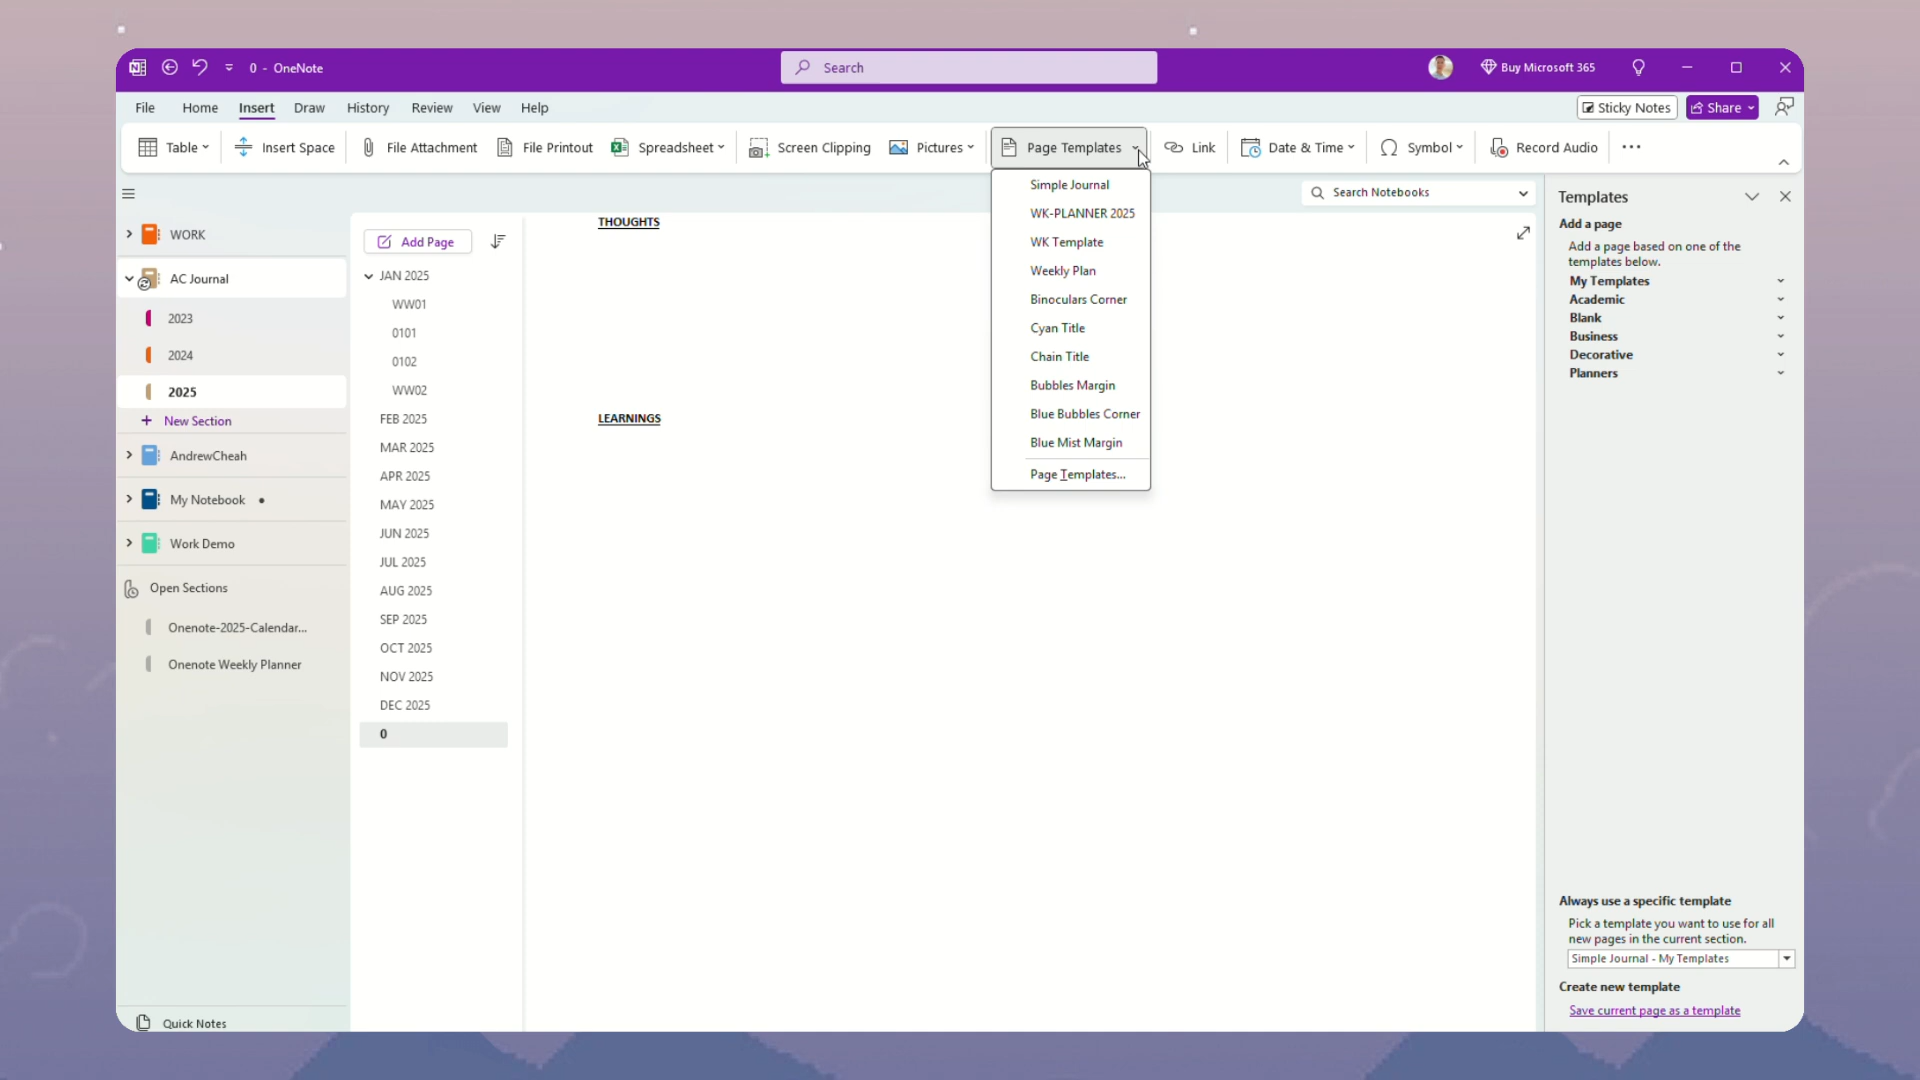 0 - OneNote
Search
Buy Microsoft 365
File
Home
Insert
Draw
History
Review
View
Help
Sticky Notes
Share
Table
Insert Space
File Attachment
File Printout
Spreadsheet
Screen Clipping
Pictures
Page Templates
Link
Date & Time
Symbol
Record Audio
Simple Journal
WK-PLANNER 2025
WK Template
Weekly Plan
Binoculars Corner
Cyan Title
Chain Title
Bubbles Margin
Blue Bubbles Corner
Blue Mist Margin
Page Templates...
Search Notebooks
WORK
AC Journal
2023
2024
2025
New Section
AndrewCheah
My Notebook
Work Demo
Open Sections
Onenote-2025-Calendar...
Onenote Weekly Planner
Quick Notes
Add Page
JAN 2025
WW01
0101
0102
WW02
FEB 2025
MAR 2025
APR 2025
MAY 2025
JUN 2025
JUL 2025
AUG 2025
SEP 2025
OCT 2025
NOV 2025
DEC 2025
0
THOUGHTS
LEARNINGS
Templates
Add a page
Add a page based on one of the
templates below.
My Templates
Academic
Blank
Business
Decorative
Planners
Always use a specific template
Pick a template you want to use for all
new pages in the current section.
Simple Journal - My Templates
Create new template
Save current page as a template